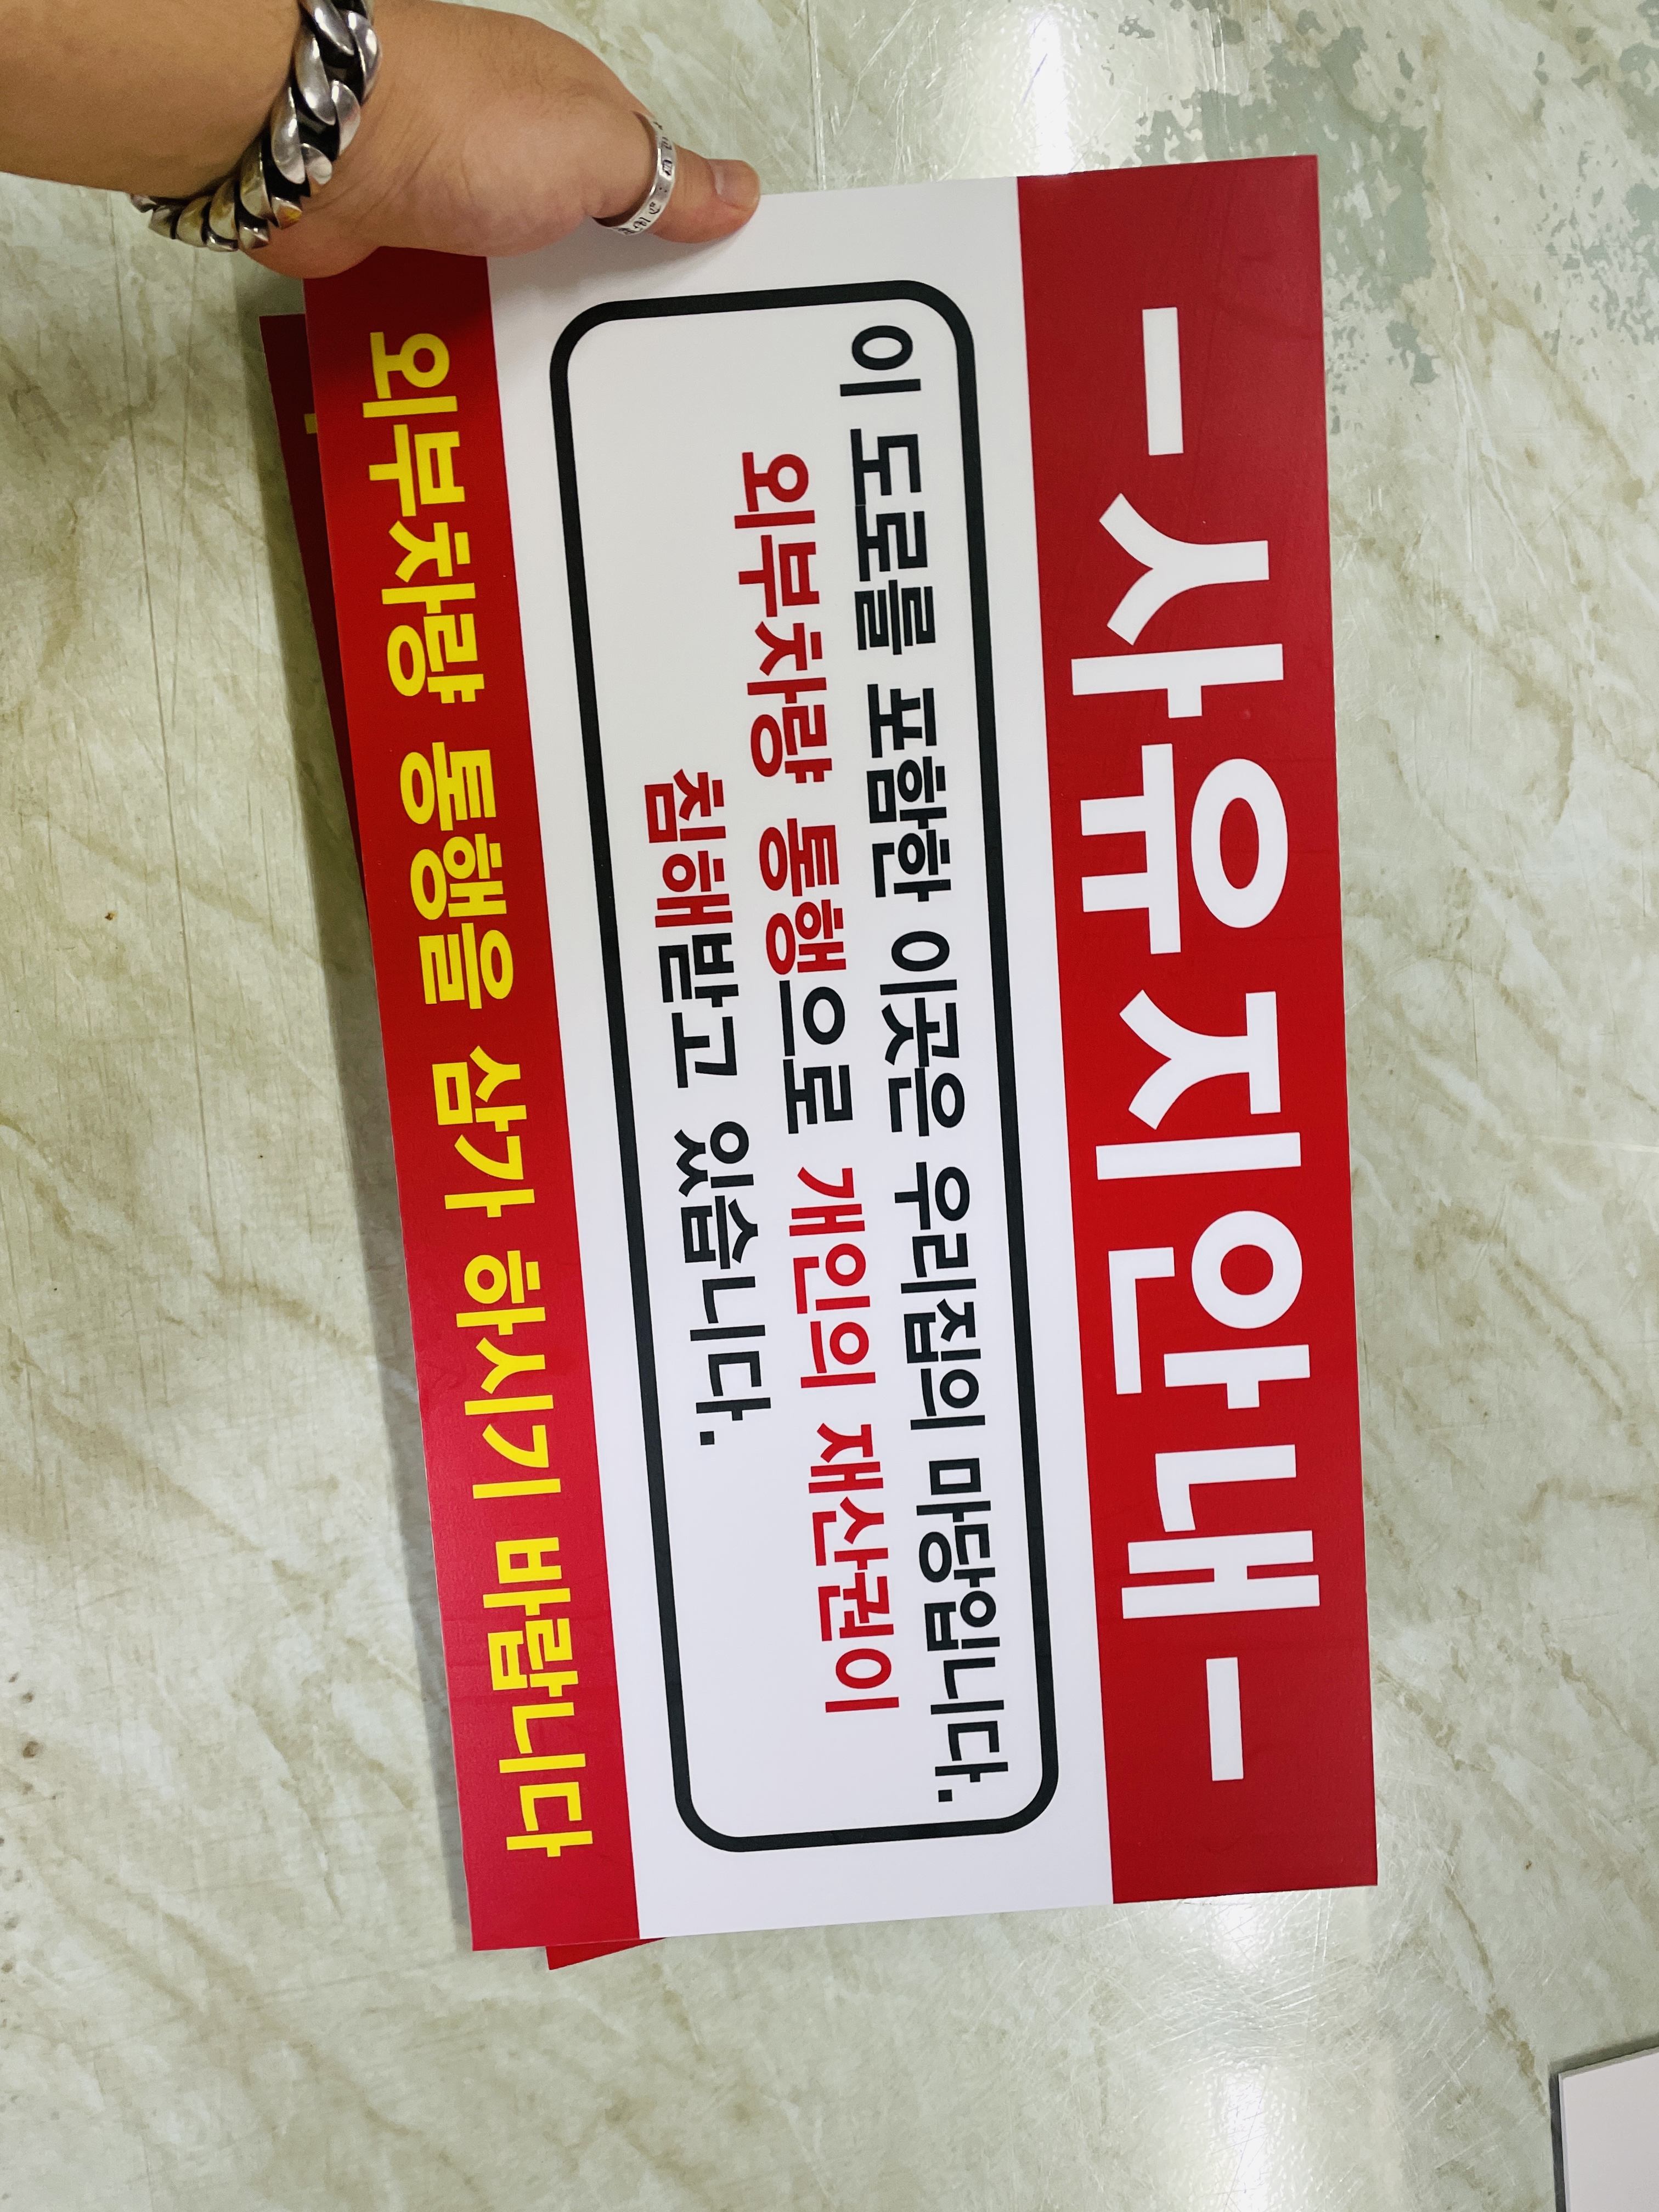 - 사유지안내 -
이 도로를 포함한 이곳은 우리집의 마당입니다.
외부차량 통행으로 개인의 재산권이
침해받고 있습니다.
외부차량 통행을 삼가 하시기 바랍니다